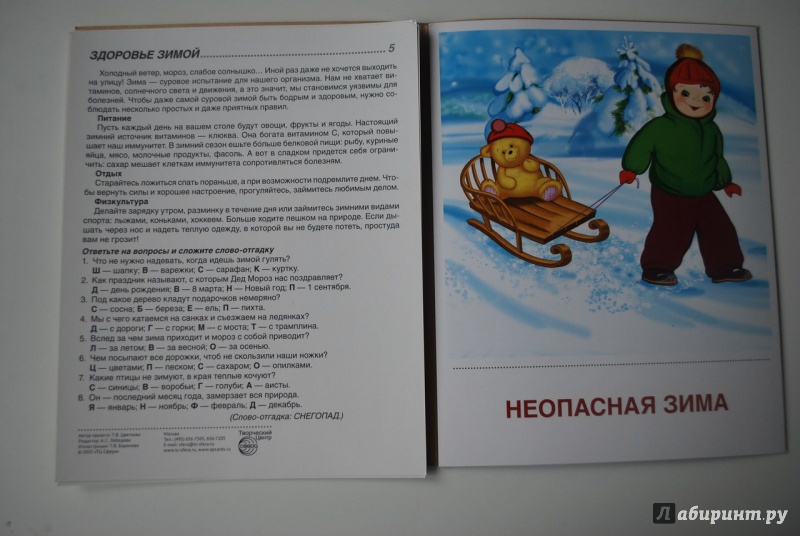 ЗДОРОВЬЕ ЗИМОЙ 5
Холодный ветер, мороз, слабое солнышко... Иной раз даже не хочется выходить
на улицу! Зима — суровое испытание для нашего организма. Нам не хватает ви-
таминов, солнечного света и движения, а это значит, мы становимся уязвимы для
болезней. Чтобы даже самой суровой зимой быть бодрым и здоровым, нужно со-
блюдать несколько простых и даже приятных правил.
Питание
Пусть каждый день на вашем столе будут овощи, фрукты и ягоды. Настоящий
зимний источник витаминов — клюква. Она богата витамином С, который повы-
шает наш иммунитет. В зимний сезон ешьте больше белковой пищи: рыбу, куриные
яйца, мясо, молочные продукты, фасоль. А вот в сладком придется себя ограни-
чить: сахар мешает клеткам иммунитета сопротивляться болезням.
Отдых
Старайтесь ложиться спать пораньше, а при возможности подремлите днем. Что-
бы вернуть силы и хорошее настроение, прогуляйтесь, займитесь любимым делом.
Физкультура
Делайте зарядку утром, разминку в течение дня или займитесь зимними видами
спорта: лыжами, коньками, хоккеем. Больше ходите пешком на природе. Если ды-
шать через нос и надеть теплую одежду, в которой вы не будете потеть, простуда
вам не грозит!
Ответьте на вопросы и сложите слово-отгадку
1. Что не нужно надевать, когда идешь зимой гулять?
Ш — шапку; В — варежки; С — сарафан; К — куртку.
2. Как праздник называют, с которым Дед Мороз нас поздравляет?
Д — день рождения; В — 8 марта; Н — Новый год; П — 1 сентября.
3. Под какое дерево кладут подарочков немеряно?
С — сосна; Б — береза; Е — ель; П — пихта.
4. Мы с чего катаемся на санках и съезжаем на ледянках?
Д — с дороги; Г — с горки; М — с моста; Т — с трамплина.
5. Вслед за чем зима приходит и мороз с собой приводит?
Л — за летом; В — за весной; О — за осенью.
6. Чем посыпают все дорожки, чтоб не скользили наши ножки?
Ц — цветами; П — песком; С — сахаром; О — опилками.
7. Какие птицы не зимуют, в края теплые кочуют?
С — синицы; В — воробьи; Г — голуби; А — аисты.
8. Он — последний месяц года, замерзает вся природа.
Я — январь; Н — ноябрь; Ф — февраль; Д — декабрь.
(Слово-отгадка: СНЕГОПАД.)
Автор проекта: Т.В. Цветкова
Москва
Творческий
Центр
СФЕРА
НЕОПАСНАЯ ЗИМА
Лабиринт.ру